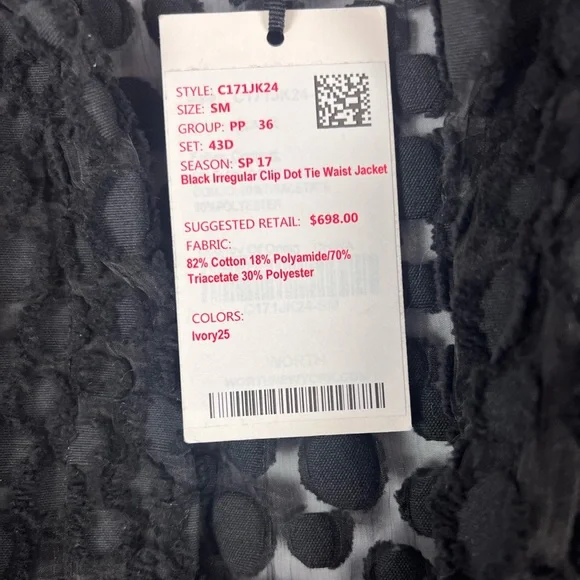 STYLE: C171JK24
SIZE: SM
GROUP: PP 36
SET: 43D
SEASON: SP 17
Black Irregular Clip Dot Tie Waist Jacket
SUGGESTED RETAIL: $698.00
FABRIC:
82% Cotton 18% Polyamide/70%
Triacetate 30% Polyester
COLORS:
Ivory25